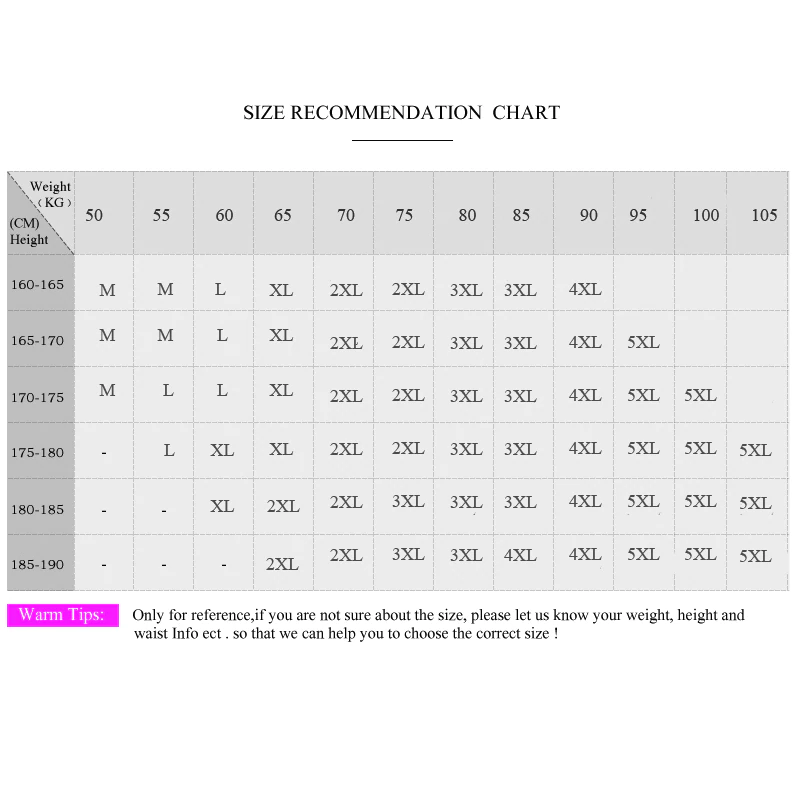 SIZE RECOMMENDATION CHART
Weight
(KG)
(CM)
Height
50 55 60 65 70 75 80 85 90 95 100 105
160-165 M M L XL 2XL 2XL 3XL 3XL 4XL
165-170 M M L XL 2XL 2XL 3XL 3XL 4XL 5XL
170-175 M L L XL 2XL 2XL 3XL 3XL 4XL 5XL 5XL
175-180 - L XL XL 2XL 2XL 3XL 3XL 4XL 5XL 5XL 5XL
180-185 - - XL 2XL 2XL 3XL 3XL 3XL 4XL 5XL 5XL 5XL
185-190 - - - 2XL 2XL 3XL 3XL 4XL 4XL 5XL 5XL 5XL
Warm Tips: Only for reference,if you are not sure about the size, please let us know your weight, height and
waist Info ect . so that we can help you to choose the correct size !